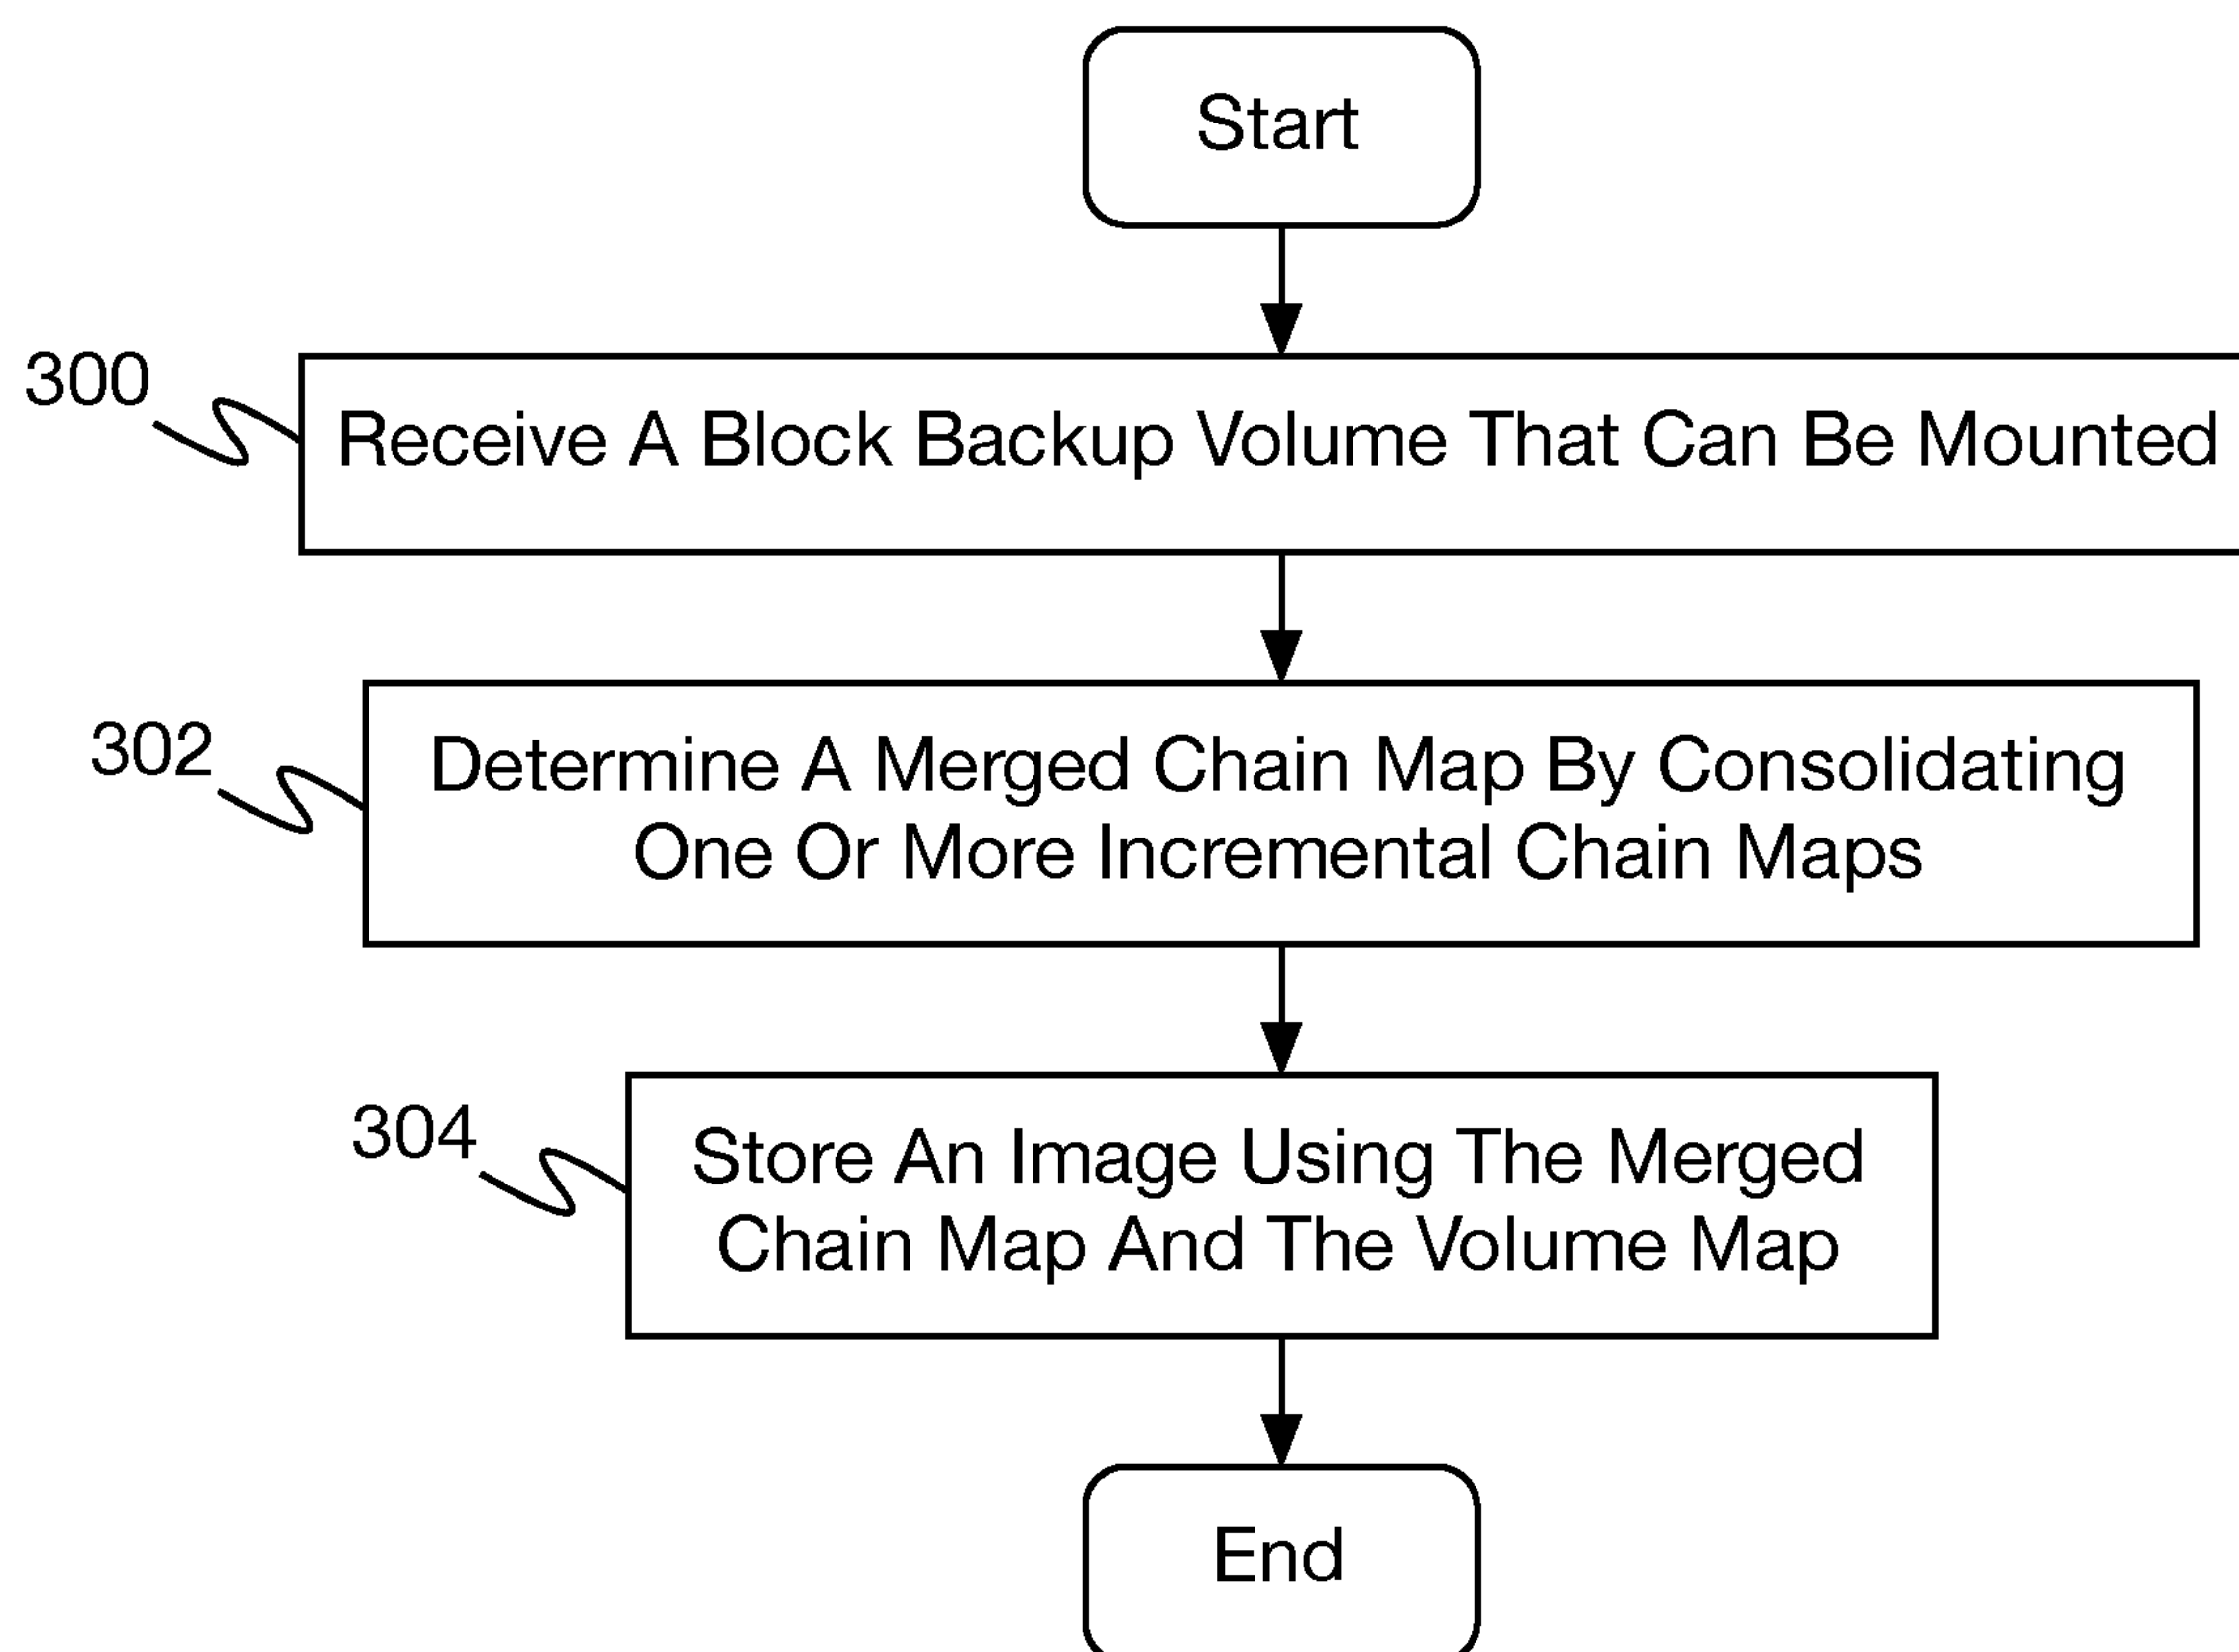 Start
300
Receive A Block Backup Volume That Can Be Mounted
302
Determine A Merged Chain Map By Consolidating
One Or More Incremental Chain Maps
304
Store An Image Using The Merged
Chain Map And The Volume Map
End